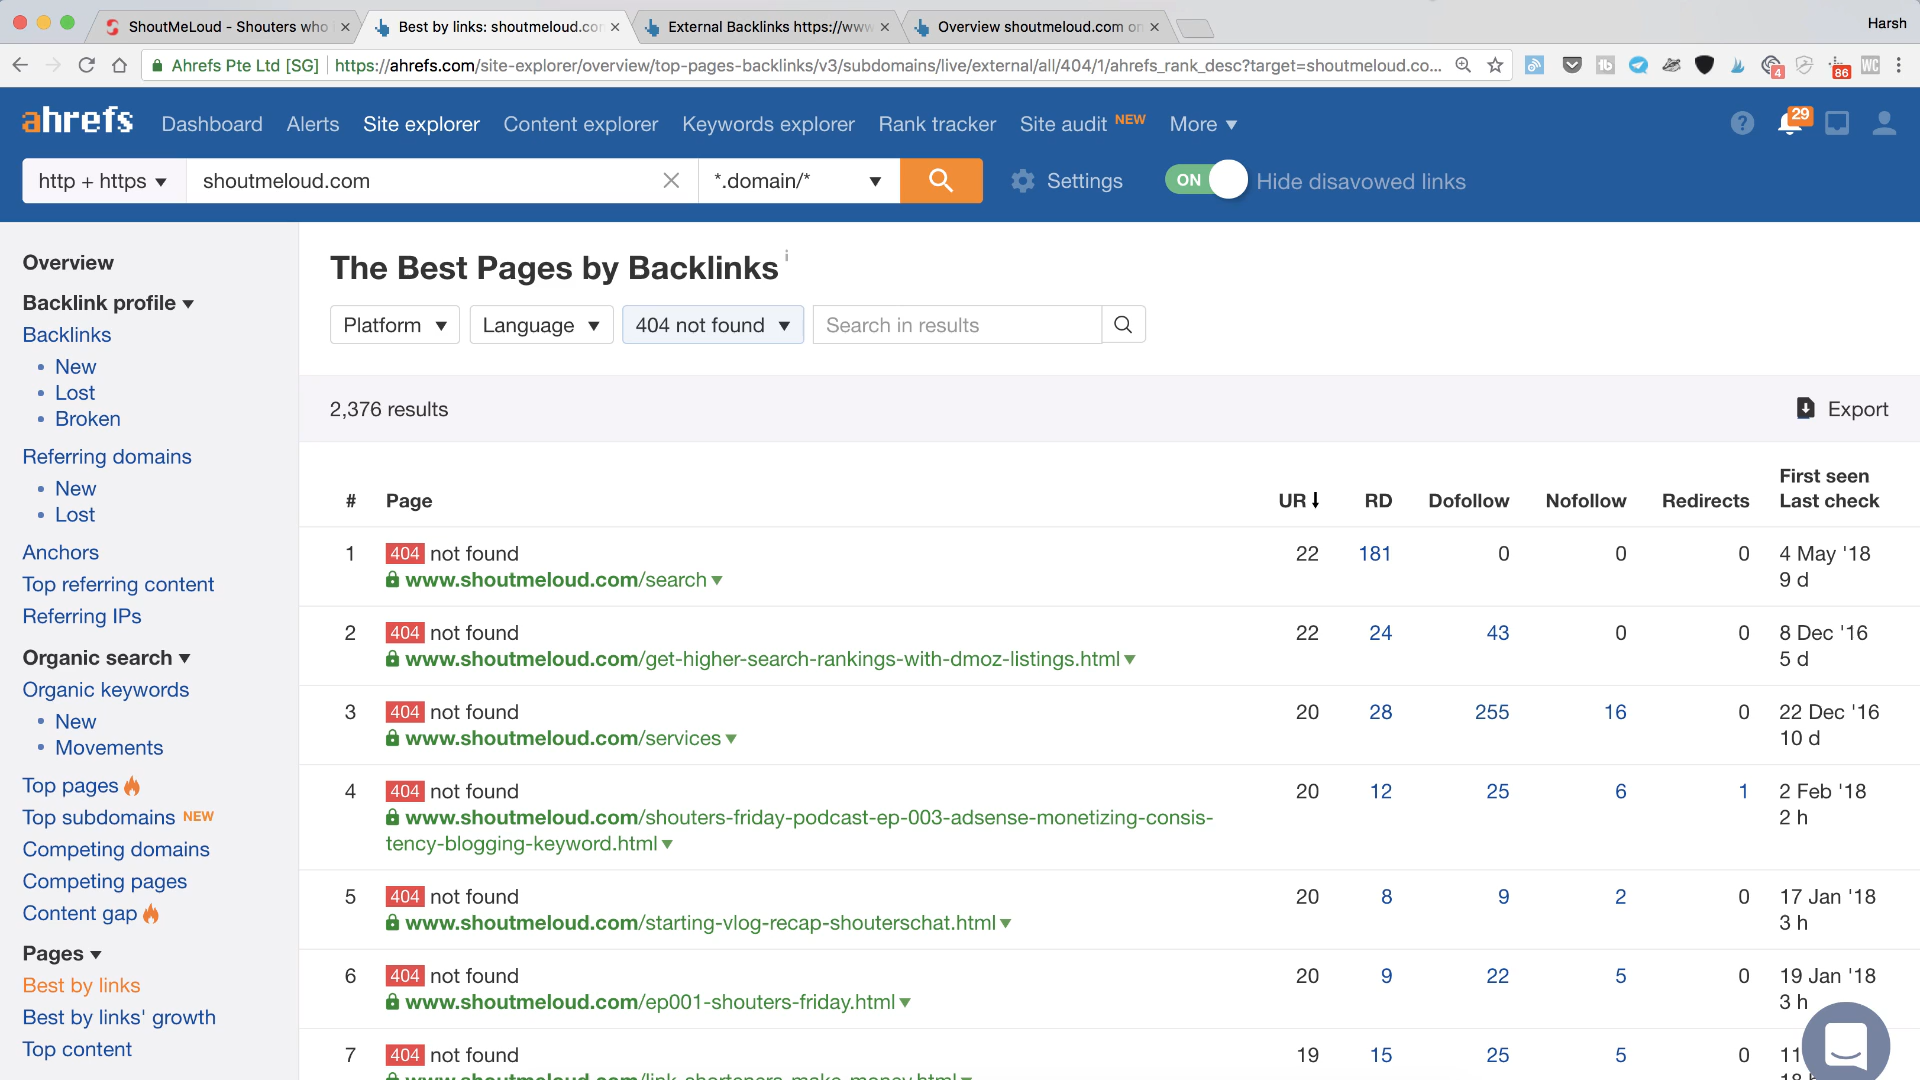 ShoutMeLoud - Shouters who
Best by links: shoutmeloud.co
External Backlinks https://www
Overview shoutmeloud.com on
Harsh
Ahrefs Pte Ltd [SG]
https://ahrefs.com/site-explorer/overview/top-pages-backlinks/v3/subdomains/live/external/all/404/1/ahrefs_rank_desc?target=shoutmeloud.co...
4
86
WC
ahrefs Dashboard Alerts Site explorer Content explorer Keywords explorer Rank tracker Site audit NEW More
?
29
http + https shoutmeloud.com *.domain/* Settings ON Hide disavowed links
Overview
Backlink profile
Backlinks
• New
• Lost
• Broken
Referring domains
• New
• Lost
Anchors
Top referring content
Referring IPs
Organic search
Organic keywords
• New
• Movements
Top pages
Top subdomains NEW
Competing domains
Competing pages
Content gap
Pages
Best by links
Best by links' growth
Top content
The Best Pages by Backlinks i
Platform Language 404 not found Search in results
2,376 results Export
First seen
# Page UR RD Dofollow Nofollow Redirects Last check
1 404 not found 22 181 0 0 0 4 May '18
www.shoutmeloud.com/search 9 d
2 404 not found 22 24 43 0 0 8 Dec '16
www.shoutmeloud.com/get-higher-search-rankings-with-dmoz-listings.html 5 d
3 404 not found 20 28 255 16 0 22 Dec '16
www.shoutmeloud.com/services 10 d
4 404 not found 20 12 25 6 1 2 Feb '18
www.shoutmeloud.com/shouters-friday-podcast-ep-003-adsense-monetizing-consis- 2 h
tency-blogging-keyword.html
5 404 not found 20 8 9 2 0 17 Jan '18
www.shoutmeloud.com/starting-vlog-recap-shouterschat.html 3 h
6 404 not found 20 9 22 5 0 19 Jan '18
www.shoutmeloud.com/ep001-shouters-friday.html 3 h
7 404 not found 19 15 25 5 0 11
www.shoutmeloud.com/link-shorteners-make-money.html